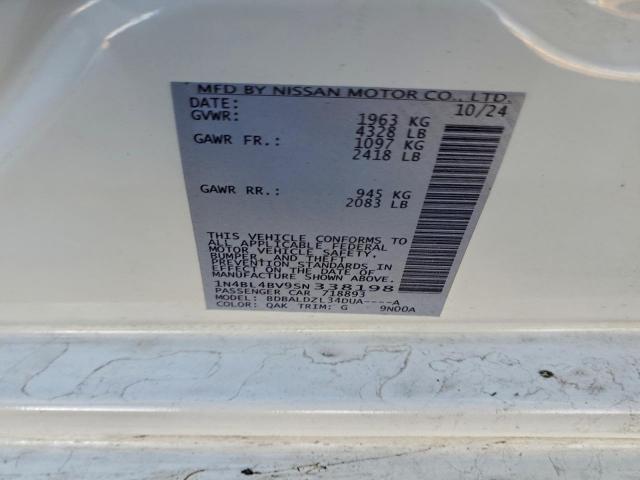 MFD BY NISSAN MOTOR CO., LTD.
DATE: 10/24
GVWR: 1963 KG
4328 LB
GAWR FR.: 1097 KG
2418 LB
GAWR RR.: 945 KG
2083 LB
THIS VEHICLE CONFORMS TO
ALL APPLICABLE FEDERAL
MOTOR VEHICLE SAFETY,
BUMPER, AND THEFT
PREVENTION STANDARDS IN
EFFECT ON THE DATE OF
MANUFACTURE SHOWN ABOVE.
1N4BL4BV9SN338198
PASSENGER CAR 718893
MODEL: BDBALDZL34DUA----A
COLOR: QAK TRIM: G 9N00A